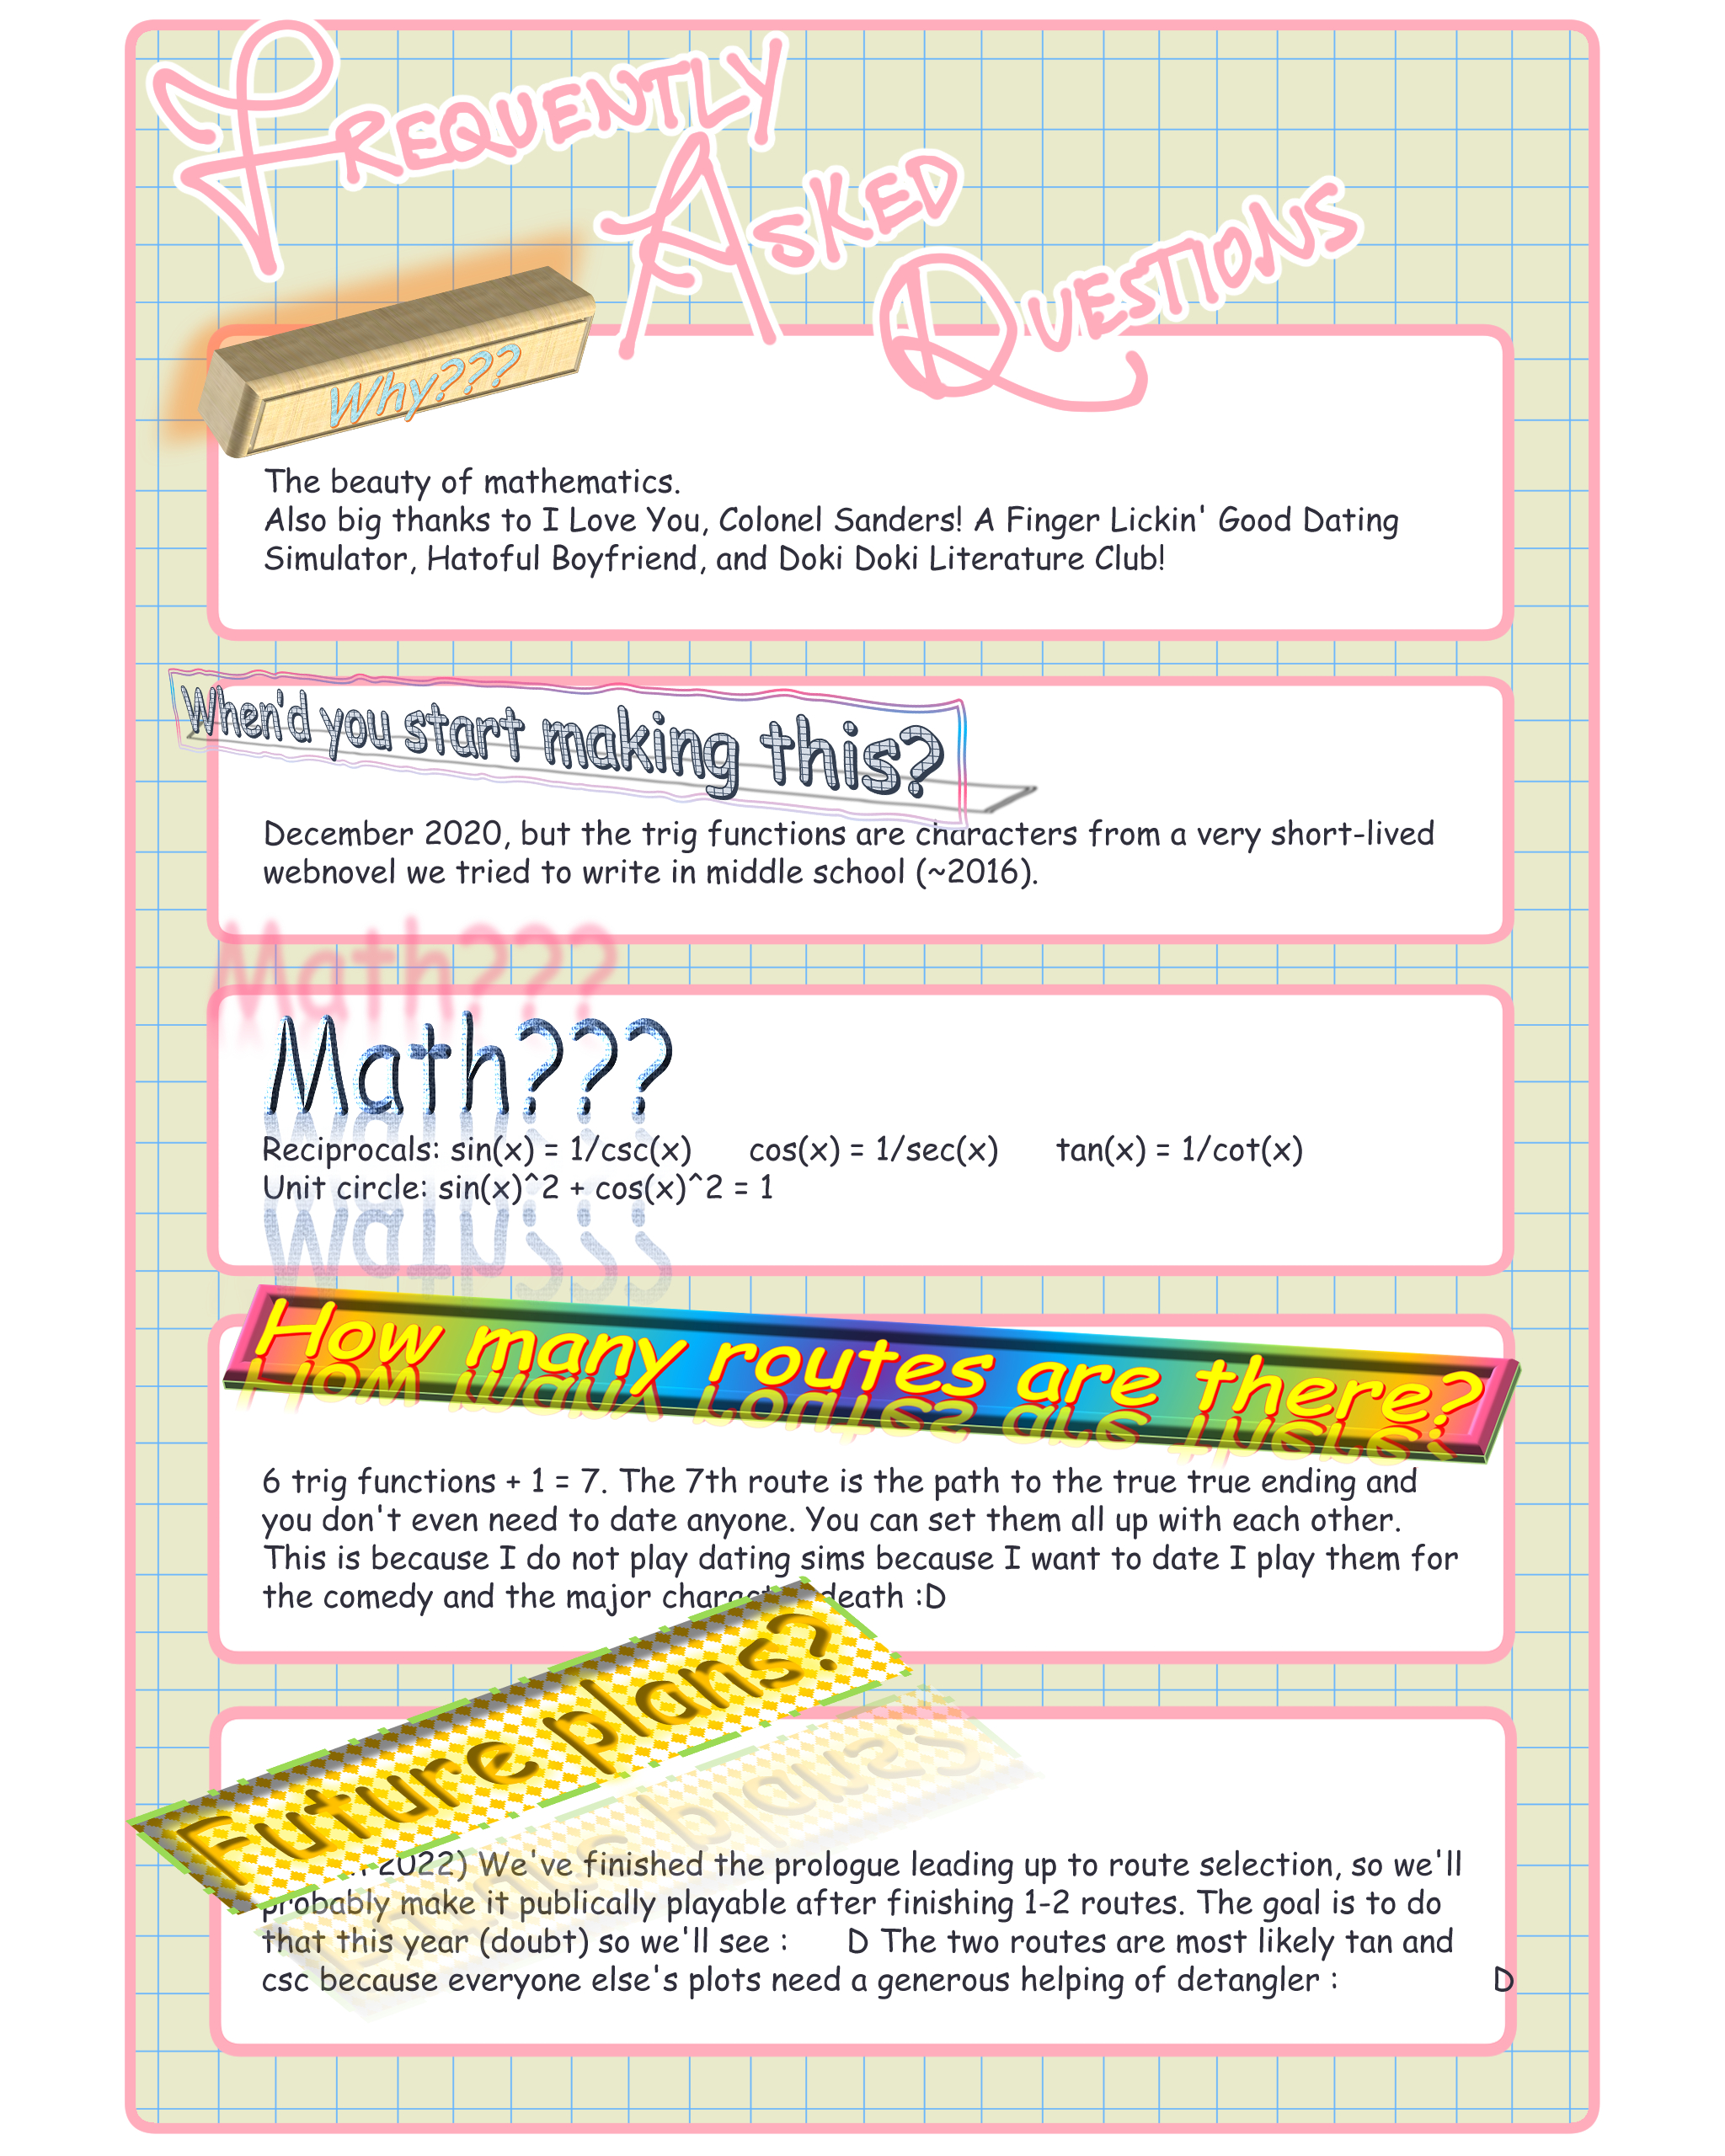 FREQUENTLY
ASKED
QUESTIONS
Why???
The beauty of mathematics.
Also big thanks to I Love You, Colonel Sanders! A Finger Lickin' Good Dating
Simulator, Hatoful Boyfriend, and Doki Doki Literature Club!
When'd you start making this?
December 2020, but the trig functions are characters from a very short-lived
webnovel we tried to write in middle school (~2016).
Math???
Reciprocals: sin(x) = 1/csc(x) cos(x) = 1/sec(x) tan(x) = 1/cot(x)
Unit circle: sin(x)^2 + cos(x)^2 = 1
How many routes are there?
6 trig functions + 1 = 7. The 7th route is the path to the true true ending and
you don't even need to date anyone. You can set them all up with each other.
This is because I do not play dating sims because I want to date I play them for
the comedy and the major character death :D
Future plans?
2022) We've finished the prologue leading up to route selection, so we'll
probably make it publically playable after finishing 1-2 routes. The goal is to do
that this year (doubt) so we'll see : D The two routes are most likely tan and
csc because everyone else's plots need a generous helping of detangler : D